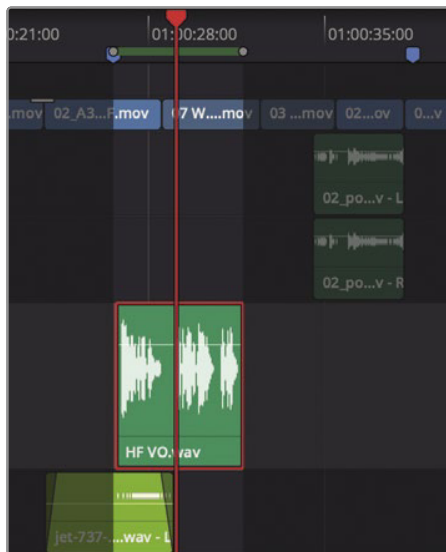 0:21:00 01:00:28:00 01:00:35:00
.mov 02_A3...F.mov 07 W....mov 03 ...mov 02...ov 0...v
02_po...v - L
02_po...v - R
HF VO.wav
jet-737-....wav - L